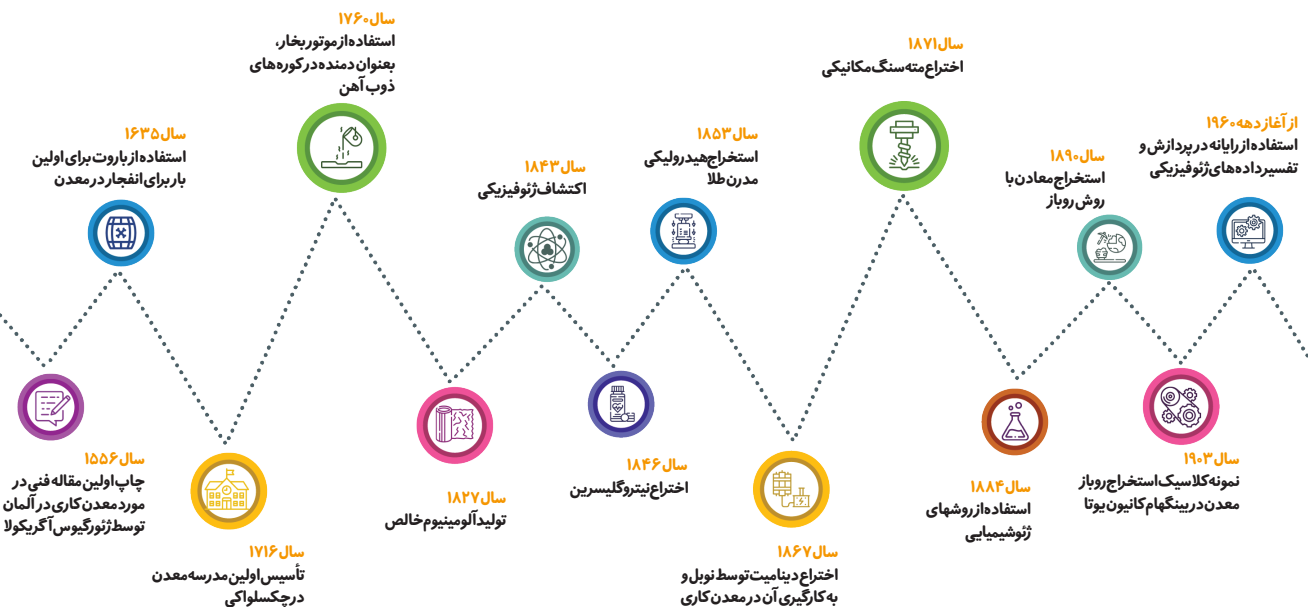 سال ۱۵۵۶
چاپ اولین مقاله فنی در
مورد معدن کاری در آلمان
توسط ژئورگیوس آگریکولا
سال ۱۶۳۵
استفاده از باروت برای اولین
بار برای انفجار در معدن
سال ۱۷۱۶
تأسیس اولین مدرسه معدن
در چکسلواکی
سال ۱۷۶۰
استفاده از موتور بخار،
بعنوان دمنده در کوره های
ذوب آهن
سال ۱۸۲۷
تولید آلومینیوم خالص
سال ۱۸۴۳
اکتشاف ژئوفیزیکی
سال ۱۸۴۶
اختراع نیتروگلیسرین
سال ۱۸۵۳
استخراج هیدرولیکی
مدرن طلا
سال ۱۸۶۷
اختراع دینامیت توسط نوبل و
به کارگیری آن در معدن کاری
سال ۱۸۷۱
اختراع مته سنگ مکانیکی
سال ۱۸۸۴
استفاده از روشهای
ژئوشیمیایی
سال ۱۸۹۰
استخراج معادن با
روش روباز
سال ۱۹۰۳
نمونه کلاسیک استخراج روباز
معدن در بینگهام کانیون یوتا
از آغاز دهه ۱۹۶۰
استفاده از رایانه در پردازش و
تفسیر داده های ژئوفیزیکی